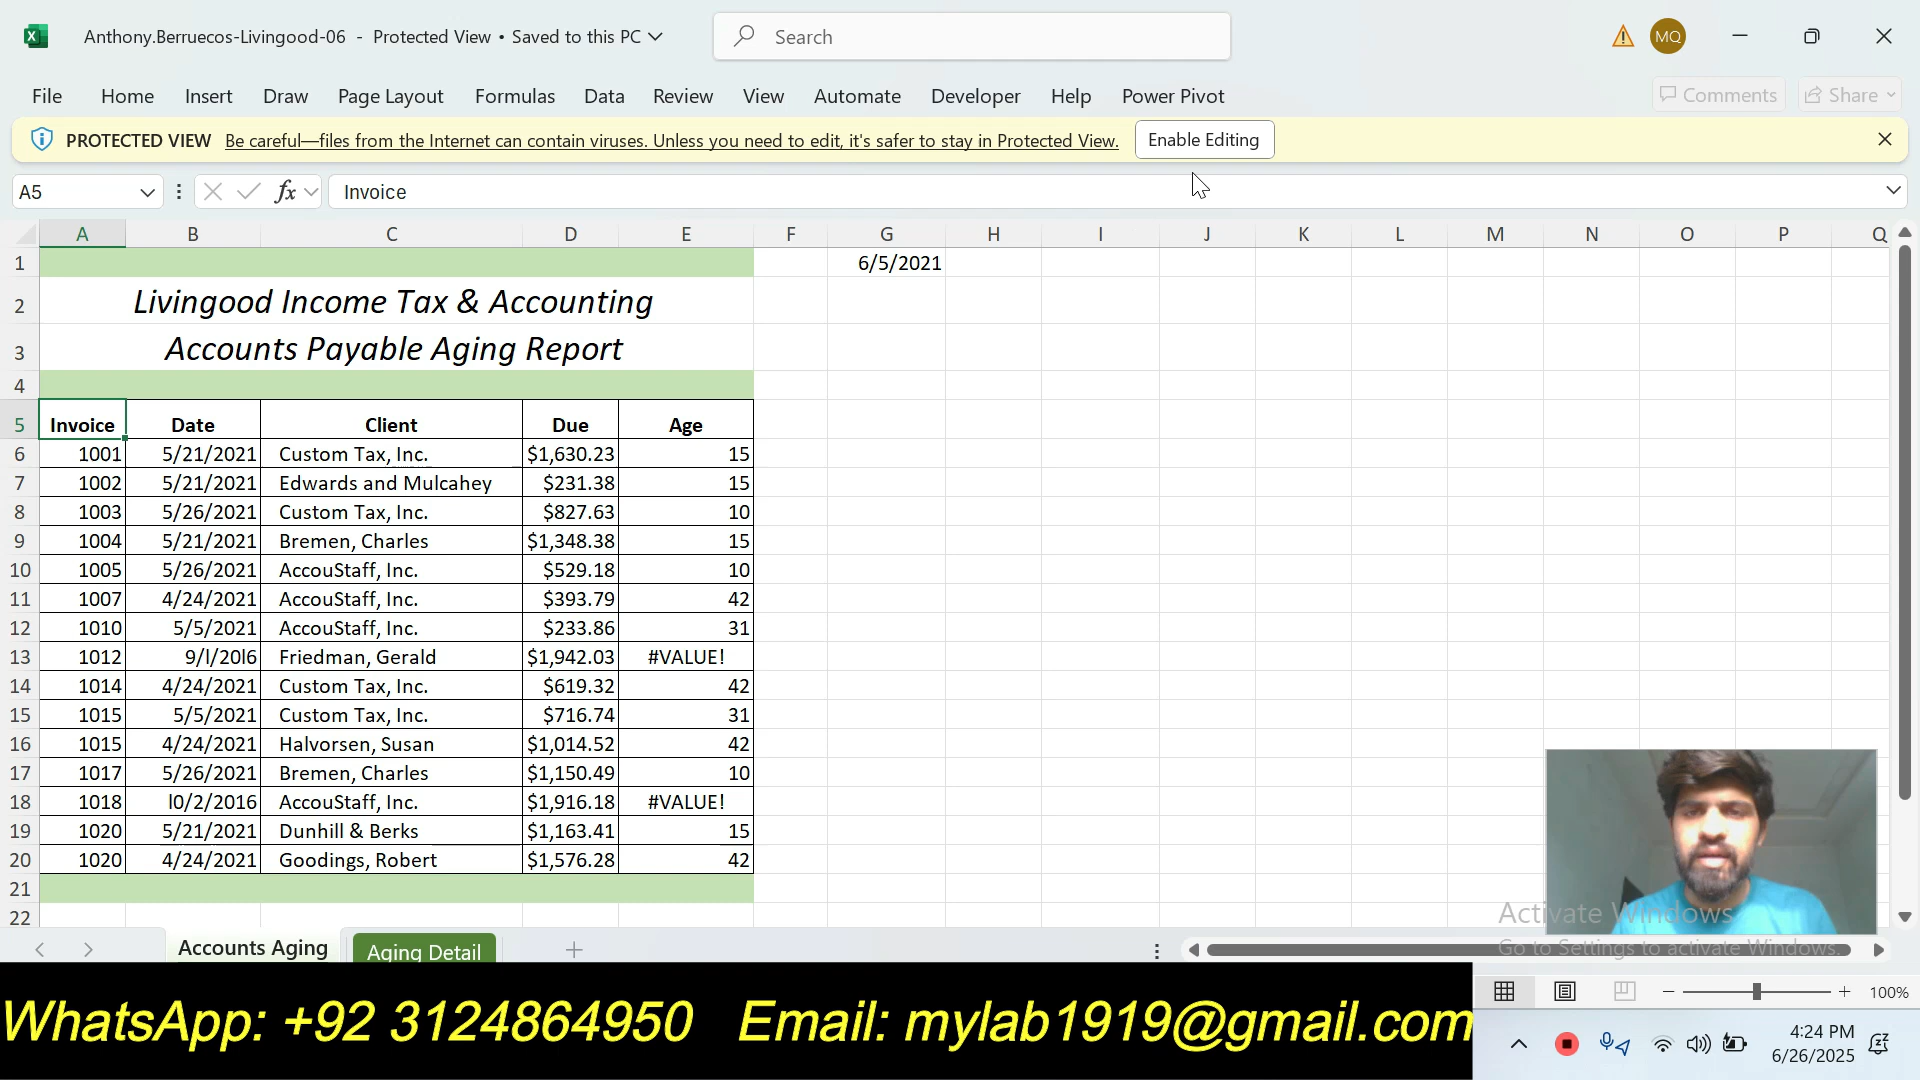 Anthony.Berruecos-Livingood-06 - Protected View • Saved to this PC
Search
MQ
File Home Insert Draw Page Layout Formulas Data Review View Automate Developer Help Power Pivot
Comments Share
PROTECTED VIEW Be careful—files from the Internet can contain viruses. Unless you need to edit, it's safer to stay in Protected View. Enable Editing
A5 fx Invoice
A B C D E F G H I J K L M N O P Q
1 6/5/2021
2 Livingood Income Tax & Accounting
3 Accounts Payable Aging Report
4
5 Invoice Date Client Due Age
6 1001 5/21/2021 Custom Tax, Inc. $1,630.23 15
7 1002 5/21/2021 Edwards and Mulcahey $231.38 15
8 1003 5/26/2021 Custom Tax, Inc. $827.63 10
9 1004 5/21/2021 Bremen, Charles $1,348.38 15
10 1005 5/26/2021 AccouStaff, Inc. $529.18 10
11 1007 4/24/2021 AccouStaff, Inc. $393.79 42
12 1010 5/5/2021 AccouStaff, Inc. $233.86 31
13 1012 9/l/20l6 Friedman, Gerald $1,942.03 #VALUE!
14 1014 4/24/2021 Custom Tax, Inc. $619.32 42
15 1015 5/5/2021 Custom Tax, Inc. $716.74 31
16 1015 4/24/2021 Halvorsen, Susan $1,014.52 42
17 1017 5/26/2021 Bremen, Charles $1,150.49 10
18 1018 l0/2/2016 AccouStaff, Inc. $1,916.18 #VALUE!
19 1020 5/21/2021 Dunhill & Berks $1,163.41 15
20 1020 4/24/2021 Goodings, Robert $1,576.28 42
21
22
Activate Windows
Go to Settings to activate Windows.
Accounts Aging Aging Detail
100%
WhatsApp: +92 3124864950 Email: mylab1919@gmail.com
4:24 PM
6/26/2025